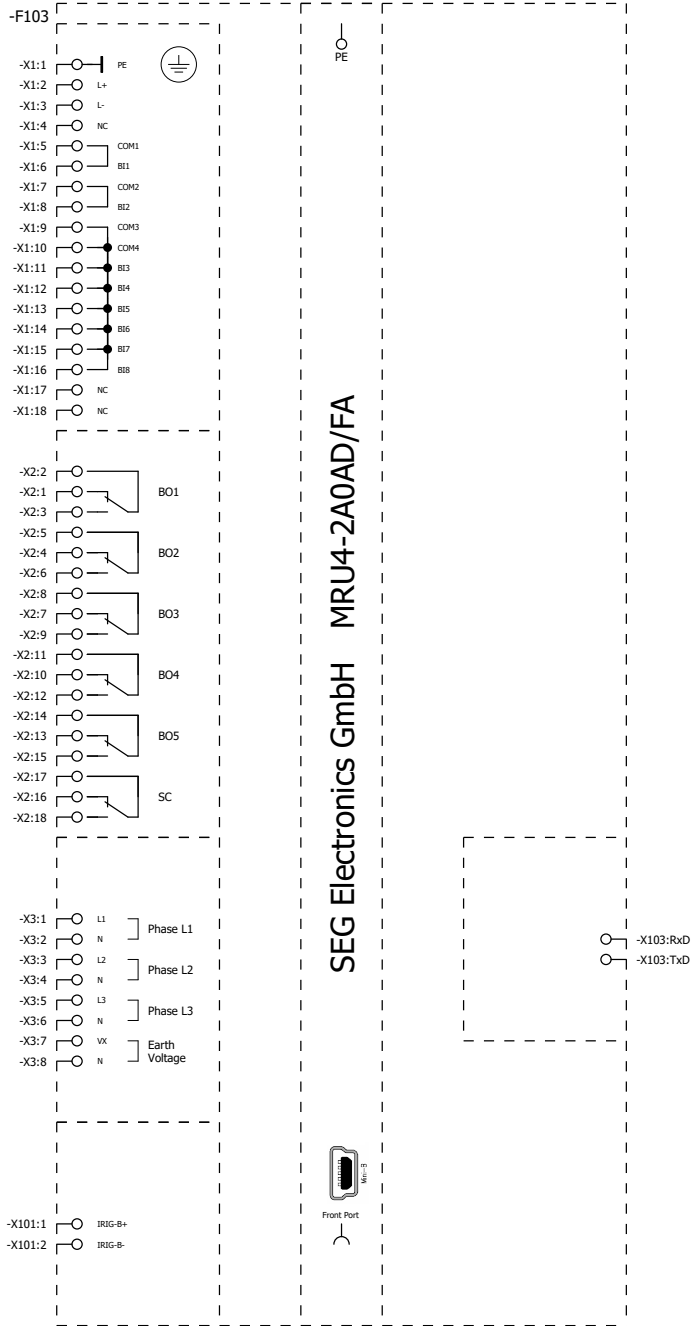 -F103
PE
-X1:1 PE
-X1:2 L+
-X1:3 L-
-X1:4 NC
-X1:5 COM1
-X1:6 BI1
-X1:7 COM2
-X1:8 BI2
-X1:9 COM3
-X1:10 COM4
-X1:11 BI3
-X1:12 BI4
-X1:13 BI5
-X1:14 BI6
-X1:15 BI7
-X1:16 BI8
-X1:17 NC
-X1:18 NC
-X2:2
-X2:1 BO1
-X2:3
-X2:5
-X2:4 BO2
-X2:6
-X2:8
-X2:7 BO3
-X2:9
-X2:11
-X2:10 BO4
-X2:12
-X2:14
-X2:13 BO5
-X2:15
-X2:17
-X2:16 SC
-X2:18
SEG Electronics GmbH MRU4-2A0AD/FA
-X3:1 L1
Phase L1
-X3:2 N
-X3:3 L2
Phase L2
-X3:4 N
-X3:5 L3
Phase L3
-X3:6 N
-X3:7 VX
Earth
Voltage
-X3:8 N
-X103:RxD
-X103:TxD
Mini-B
Front Port
-X101:1 IRIG-B+
-X101:2 IRIG-B-